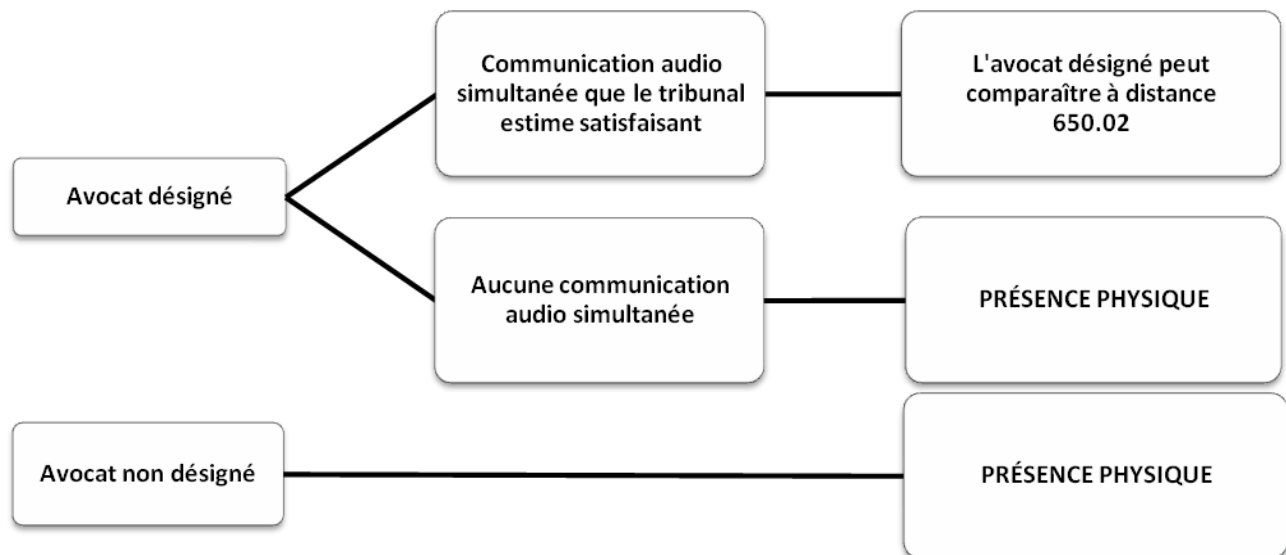 Communication audio
simultanée que le tribunal
estime satisfaisant
L'avocat désigné peut
comparaître à distance
650.02
Avocat désigné
Aucune communication
audio simultanée
PRÉSENCE PHYSIQUE
Avocat non désigné
PRÉSENCE PHYSIQUE